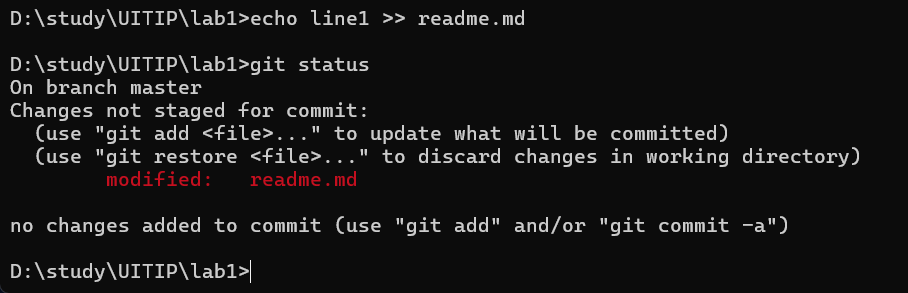 D:\study\UITIP\lab1>echo line1 >> readme.md
D:\study\UITIP\lab1>git status
On branch master
Changes not staged for commit:
  (use "git add <file>..." to update what will be committed)
  (use "git restore <file>..." to discard changes in working directory)
        modified:   readme.md
no changes added to commit (use "git add" and/or "git commit -a")
D:\study\UITIP\lab1>